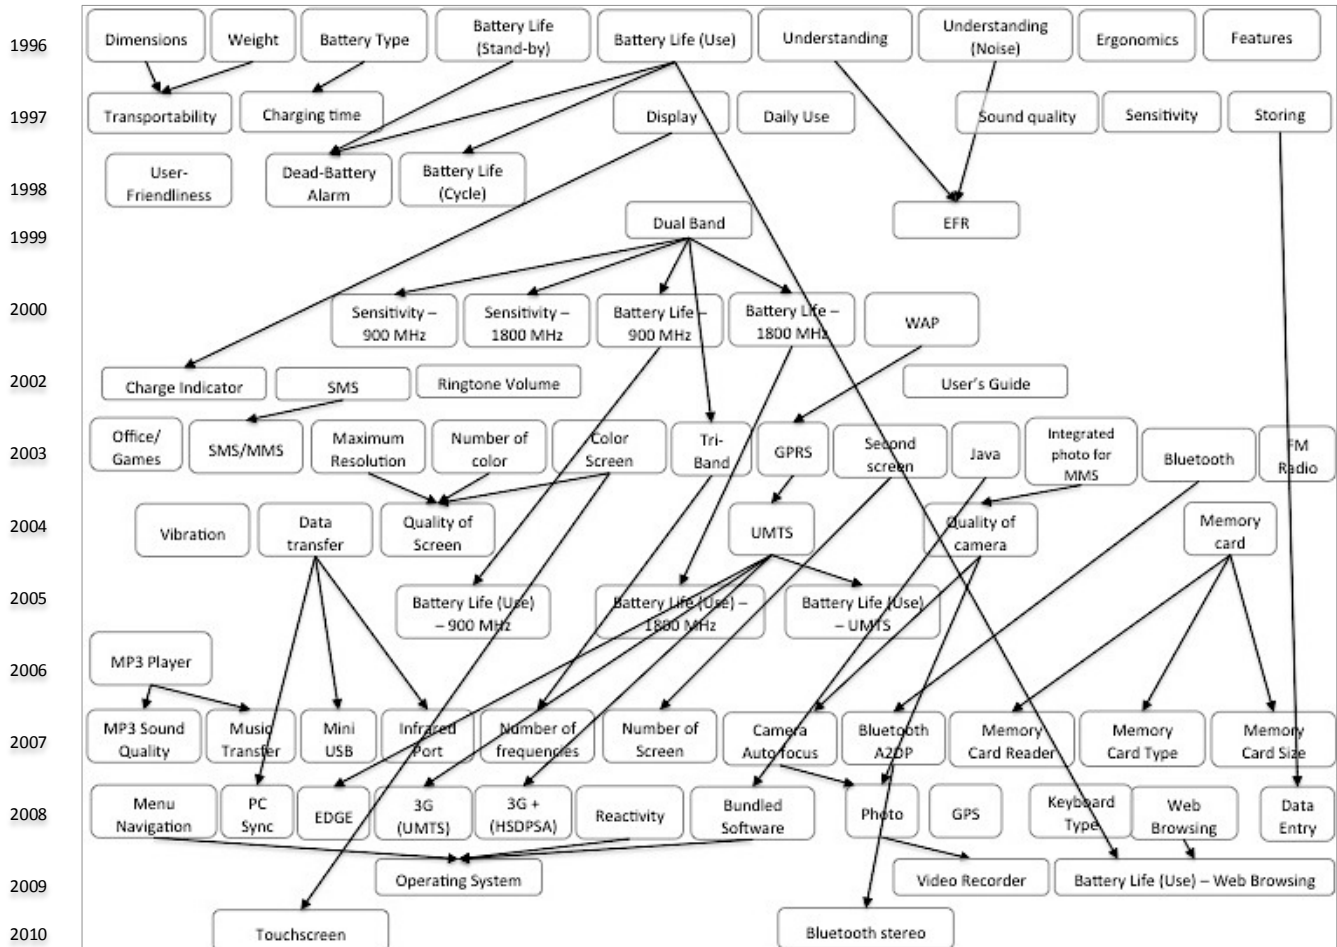 1996
Dimensions
Weight
Battery Type
Battery Life
(Stand-by)
Battery Life (Use)
Understanding
Understanding
(Noise)
Ergonomics
Features
1997
Transportability
Charging time
Display
Daily Use
Sound quality
Sensitivity
Storing
1998
User-
Friendliness
Dead-Battery
Alarm
Battery Life
(Cycle)
1999
Dual Band
EFR
2000
Sensitivity –
900 MHz
Sensitivity –
1800 MHz
Battery Life –
900 MHz
Battery Life –
1800 MHz
WAP
2002
Charge Indicator
SMS
Ringtone Volume
User's Guide
2003
Office/
Games
SMS/MMS
Maximum
Resolution
Number of
color
Color
Screen
Tri-
Band
GPRS
Second
screen
Java
Integrated
photo for
MMS
Bluetooth
FM
Radio
2004
Vibration
Data
transfer
Quality of
Screen
UMTS
Quality of
camera
Memory
card
2005
Battery Life (Use)
– 900 MHz
Battery Life (Use) –
1800 MHz
Battery Life (Use)
– UMTS
2006
MP3 Player
2007
MP3 Sound
Quality
Music
Transfer
Mini
USB
Infrared
Port
Number of
frequencies
Number of
Screen
Camera
Auto focus
Bluetooth
A2DP
Memory
Card Reader
Memory
Card Type
Memory
Card Size
2008
Menu
Navigation
PC
Sync
EDGE
3G
(UMTS)
3G +
(HSDPSA)
Reactivity
Bundled
Software
Photo
GPS
Keyboard
Type
Web
Browsing
Data
Entry
2009
Operating System
Video Recorder
Battery Life (Use) – Web Browsing
2010
Touchscreen
Bluetooth stereo